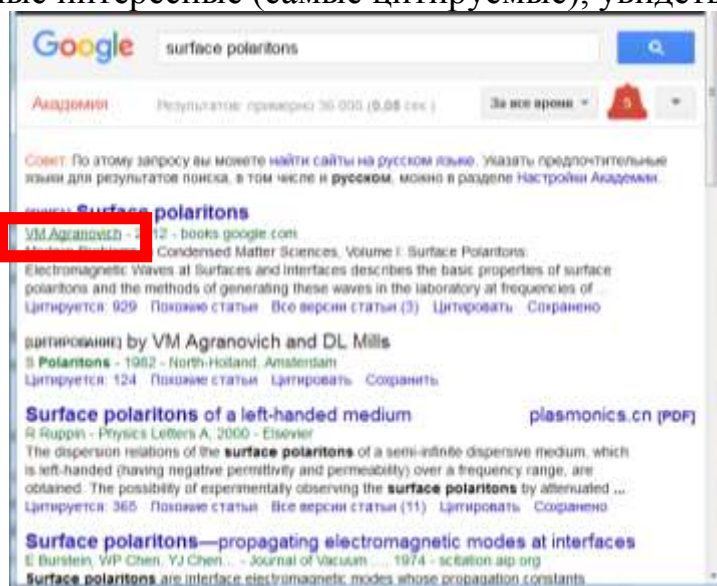 ные интересные (самые цитируемые), увидеть
Google surface polaritons
Академия Результатов: примерно 36 000 (0,08 сек.) За все время 5
Совет: По этому запросу вы можете найти сайты на русском языке. Указать предпочтительные
языки для результатов поиска, в том числе и русском, можно в разделе Настройки Академии.
Surface polaritons
VM Agranovich - 2012 - books.google.com
Condensed Matter Sciences, Volume I: Surface Polaritons:
Electromagnetic Waves at Surfaces and Interfaces describes the basic properties of surface
polaritons and the methods of generating these waves in the laboratory at frequencies of ...
Цитируется: 929 Похожие статьи Все версии статьи (3) Цитировать Сохранено
[ЦИТИРОВАНИЕ] by VM Agranovich and DL Mills
S Polaritons - 1982 - North-Holland, Amsterdam
Цитируется: 124 Похожие статьи Цитировать Сохранить
Surface polaritons of a left-handed medium plasmonics.cn [PDF]
R Ruppin - Physics Letters A, 2000 - Elsevier
The dispersion relations of the surface polaritons of a semi-infinite dispersive medium, which
is left-handed (having negative permittivity and permeability) over a frequency range, are
obtained. The possibility of experimentally observing the surface polaritons by attenuated ...
Цитируется: 365 Похожие статьи Все версии статьи (11) Цитировать Сохранено
Surface polaritons—propagating electromagnetic modes at interfaces
E Burstein, WP Chen, YJ Chen... - Journal of Vacuum ..., 1974 - scitation.aip.org
Surface polaritons are interface electromagnetic modes whose propagation constants